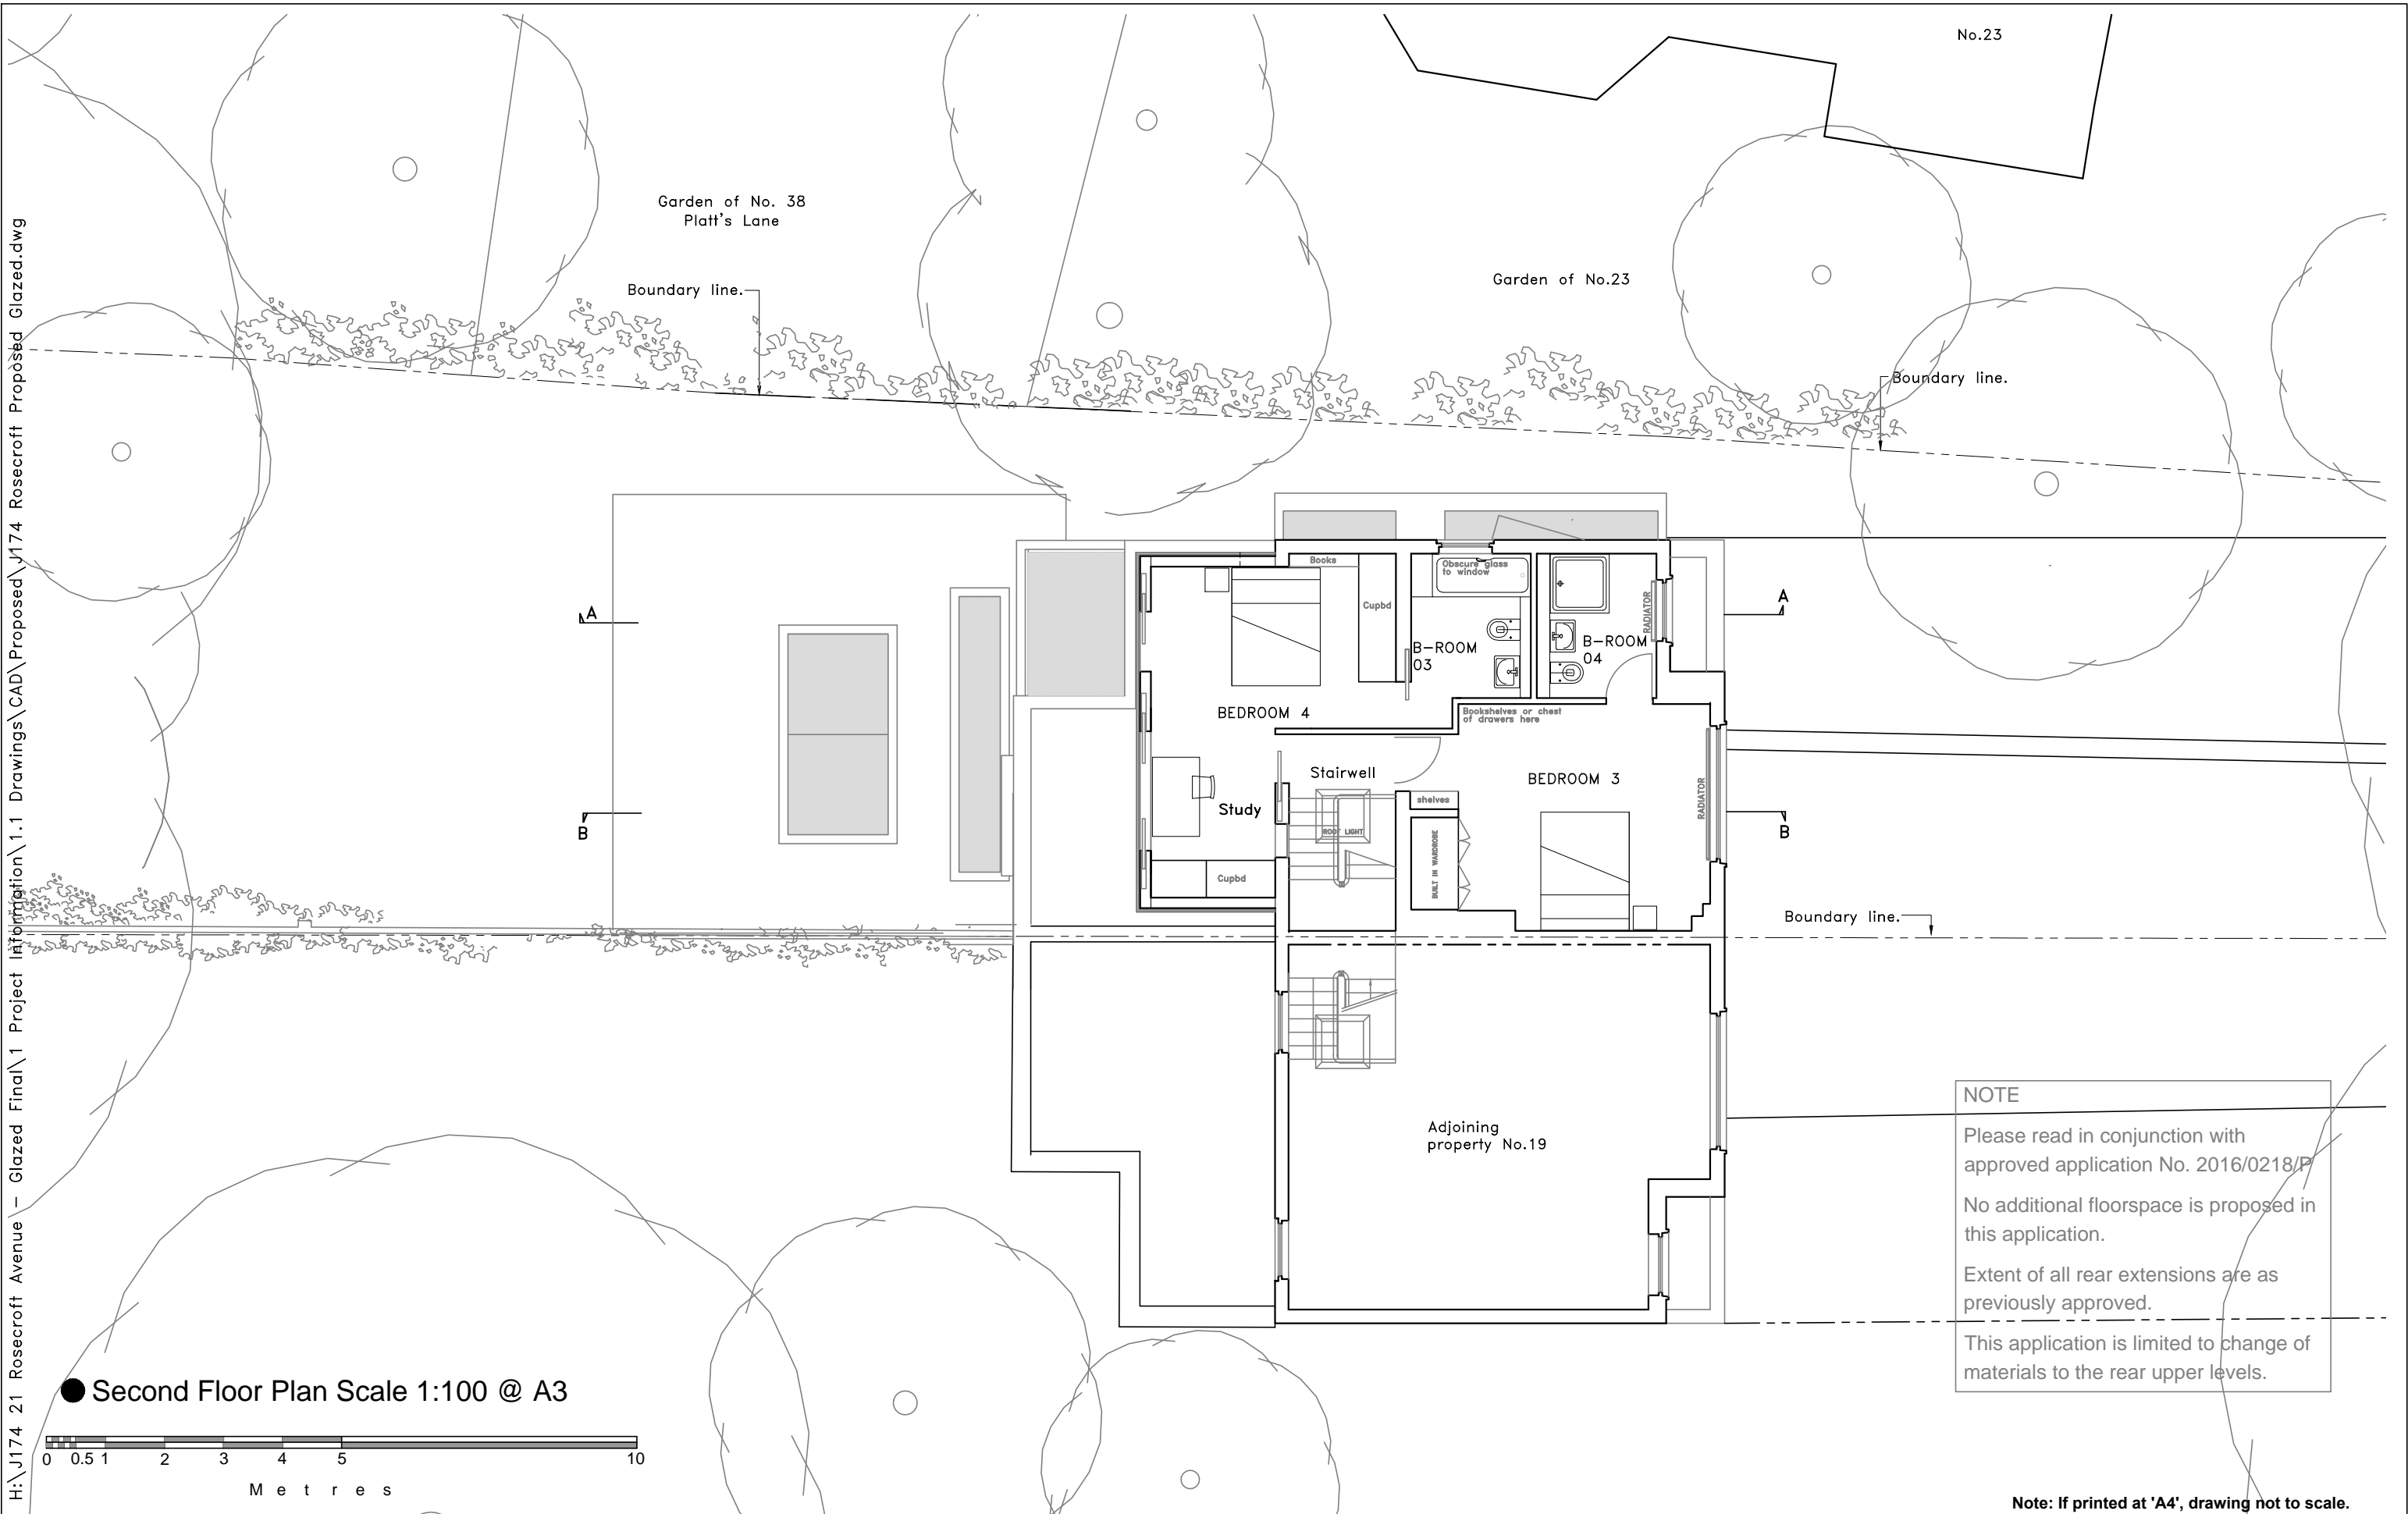 No.23
Garden of No. 38
Platt's Lane
Garden of No.23
Boundary line.
Boundary line.
H:\J174 21 Rosecroft Avenue - Glazed Final\1 Project Information\1.1 Drawings\CAD\Proposed\J174 Rosecroft Proposed Glazed.dwg
Books
Obscure glass
to window
Cupbd
RADIATOR
A
A
B-ROOM
03
B-ROOM
04
BEDROOM 4
Bookshelves or chest
of drawers here
Stairwell
BEDROOM 3
shelves
RADIATOR
Study
ROOF LIGHT
BUILT IN WARDROBE
B
B
Cupbd
Boundary line.
Adjoining
property No.19
NOTE
Please read in conjunction with
approved application No. 2016/0218/P
No additional floorspace is proposed in
this application.
Extent of all rear extensions are as
previously approved.
This application is limited to change of
materials to the rear upper levels.
Second Floor Plan Scale 1:100 @ A3
0 0.5 1 2 3 4 5 10
Metres
Note: If printed at 'A4', drawing not to scale.